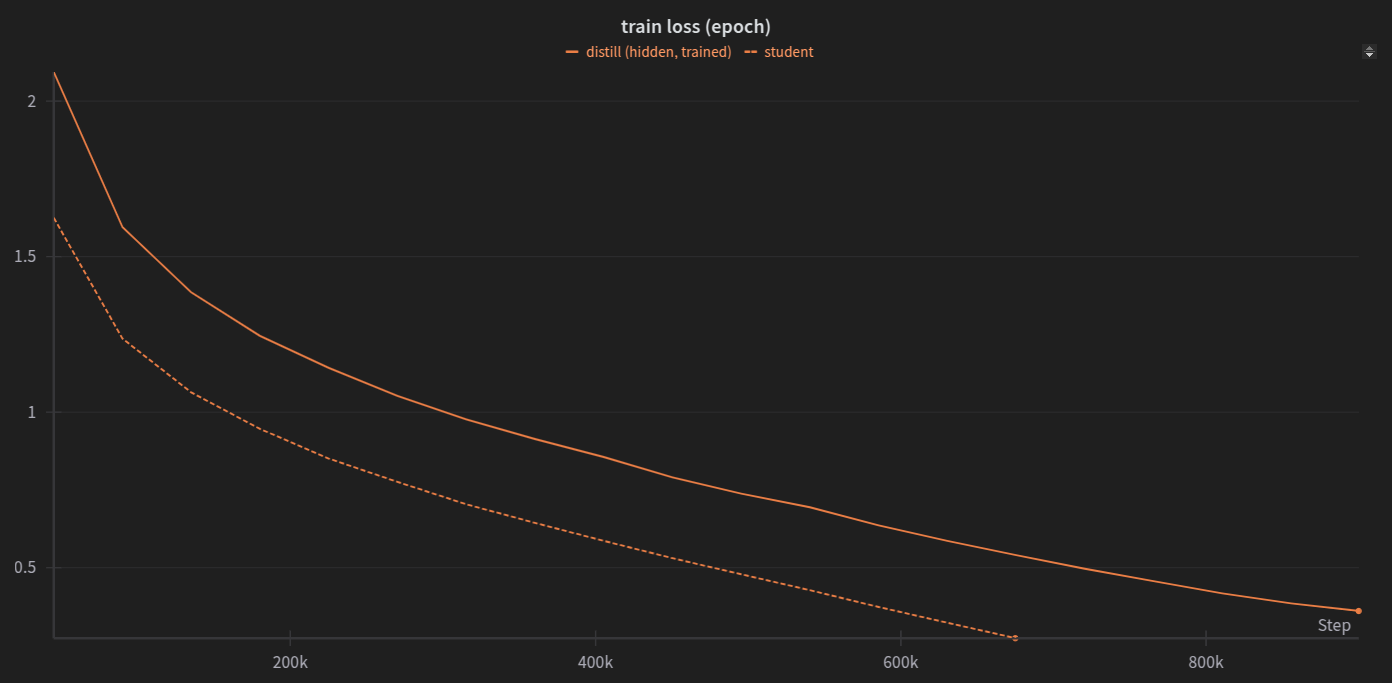 train loss (epoch)
distill (hidden, trained) student
2
1.5
1
0.5
Step
200k 400k 600k 800k